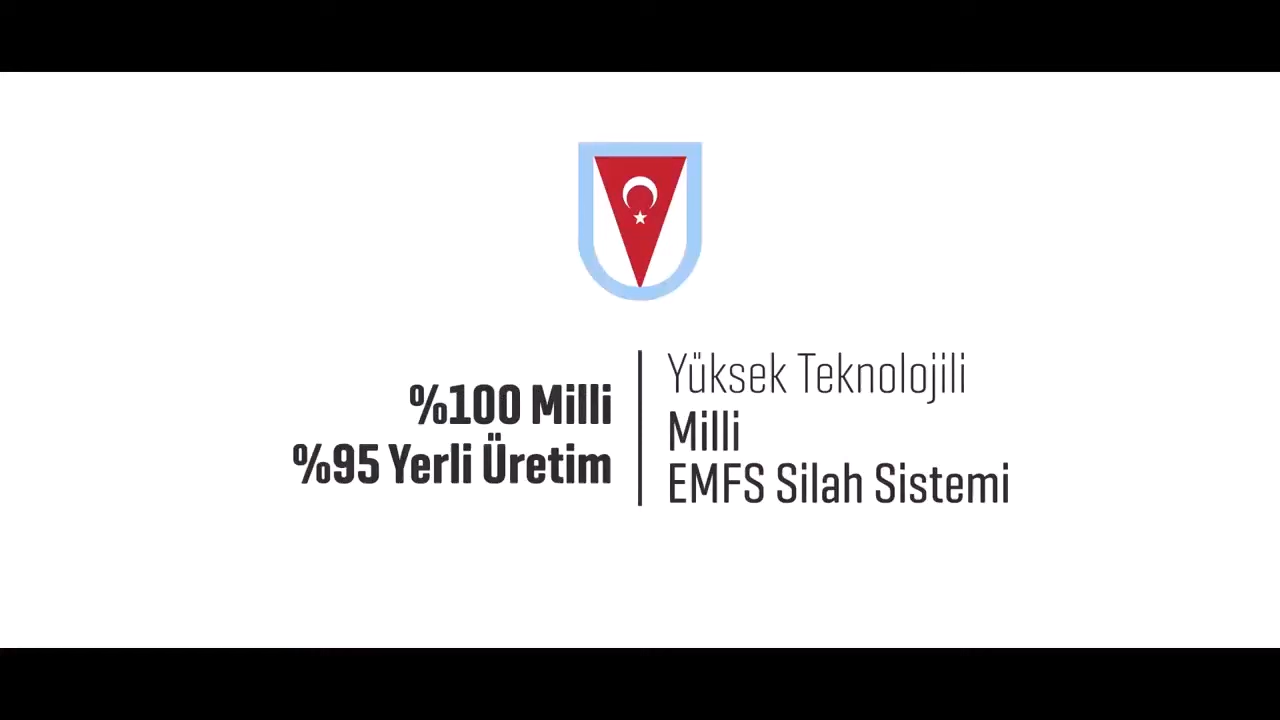 %100 Milli
%95 Yerli Üretim
Yüksek Teknolojili
Milli
EMFS Silah Sistemi